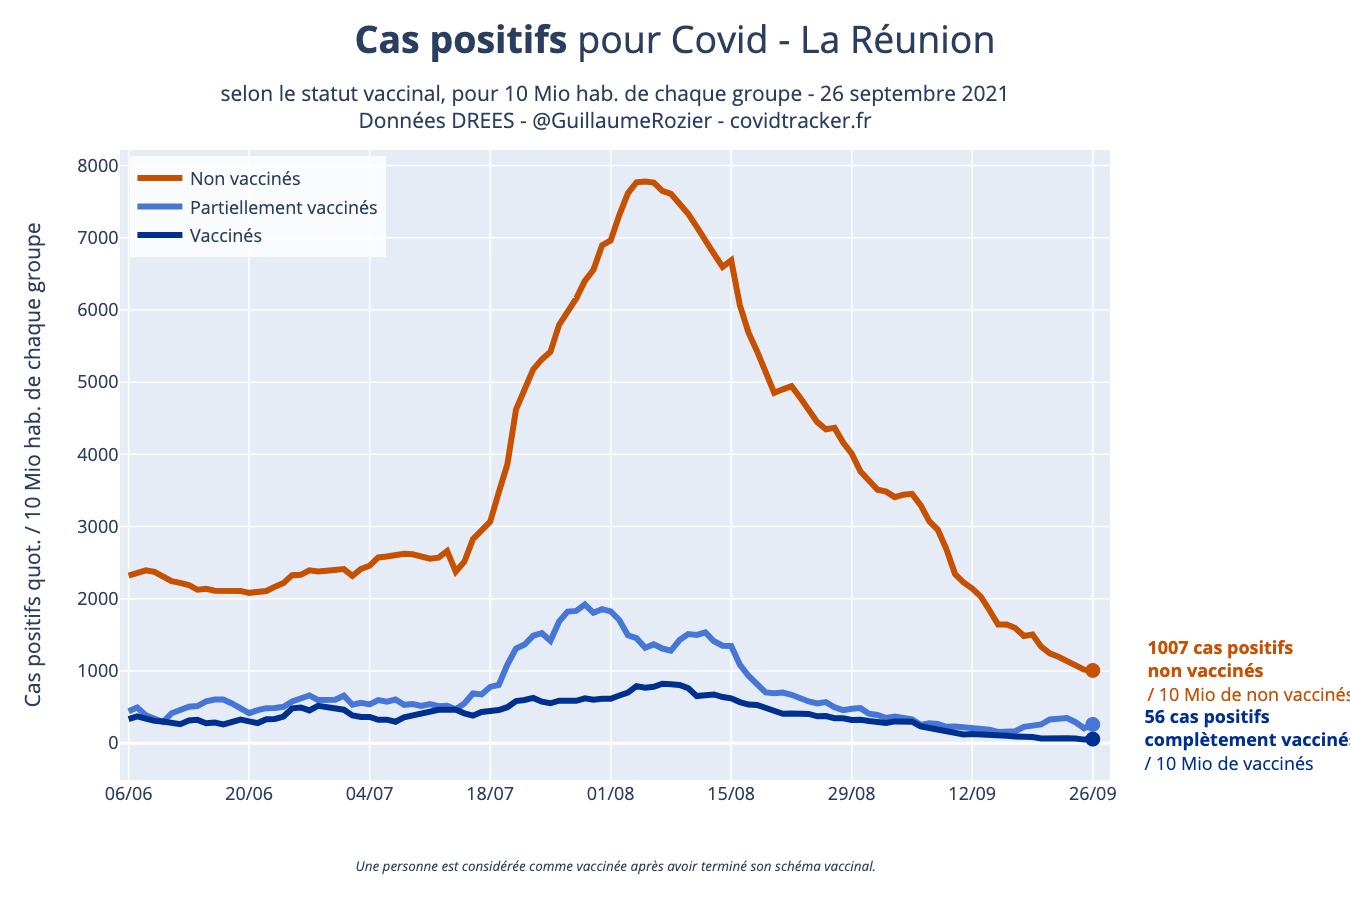 Cas positifs pour Covid - La Réunion
selon le statut vaccinal, pour 10 Mio hab. de chaque groupe - 26 septembre 2021
Données DREES - @GuillaumeRozier - covidtracker.fr
Cas positifs quot. / 10 Mio hab. de chaque groupe
8000
7000
6000
5000
4000
3000
2000
1000
0
Non vaccinés
Partiellement vaccinés
Vaccinés
1007 cas positifs
non vaccinés
/ 10 Mio de non vaccinés
56 cas positifs
complètement vaccinés
/ 10 Mio de vaccinés
06/06
20/06
04/07
18/07
01/08
15/08
29/08
12/09
26/09
Une personne est considérée comme vaccinée après avoir terminé son schéma vaccinal.